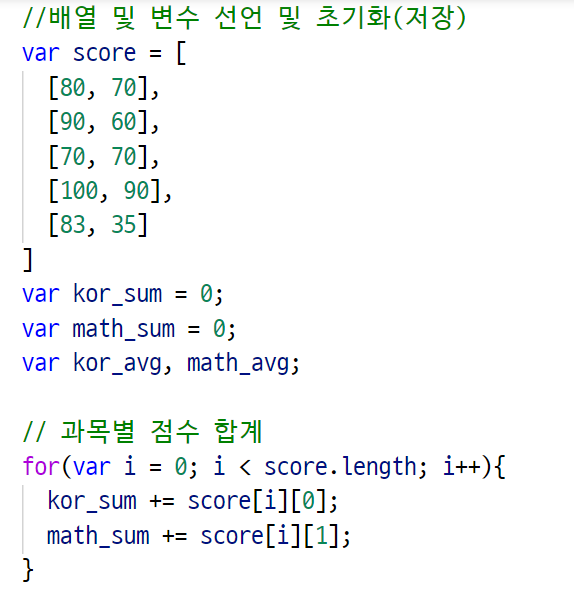 //배열 및 변수 선언 및 초기화(저장)
var score = [
  [80, 70],
  [90, 60],
  [70, 70],
  [100, 90],
  [83, 35]
]
var kor_sum = 0;
var math_sum = 0;
var kor_avg, math_avg;

// 과목별 점수 합계
for(var i = 0; i < score.length; i++){
  kor_sum += score[i][0];
  math_sum += score[i][1];
}